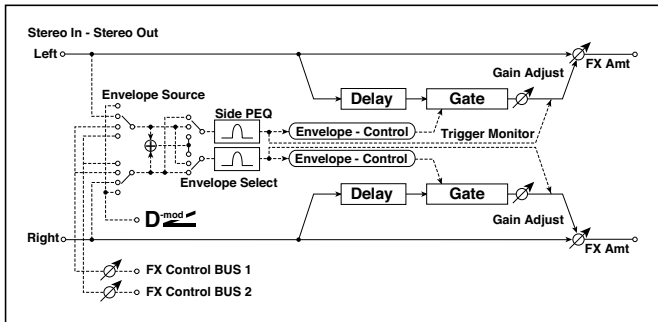 Stereo In - Stereo Out
Left
FX Amt
Gain Adjust
Envelope Source
Side PEQ
Delay
Gate
Envelope - Control
Trigger Monitor
Envelope - Control
Envelope Select
Delay
Gate
D-mod
Gain Adjust
Right
FX Amt
FX Control BUS 1
FX Control BUS 2